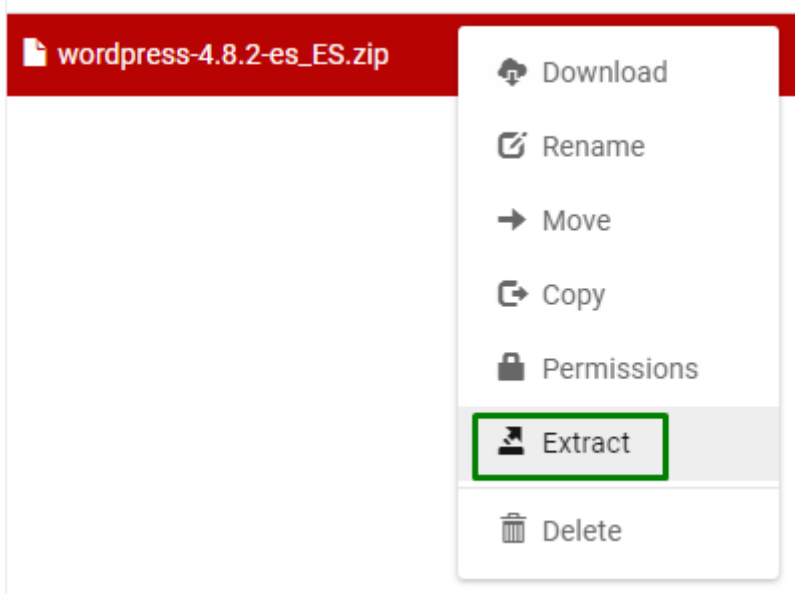 wordpress-4.8.2-es_ES.zip
Download
Rename
Move
Copy
Permissions
Extract
Delete